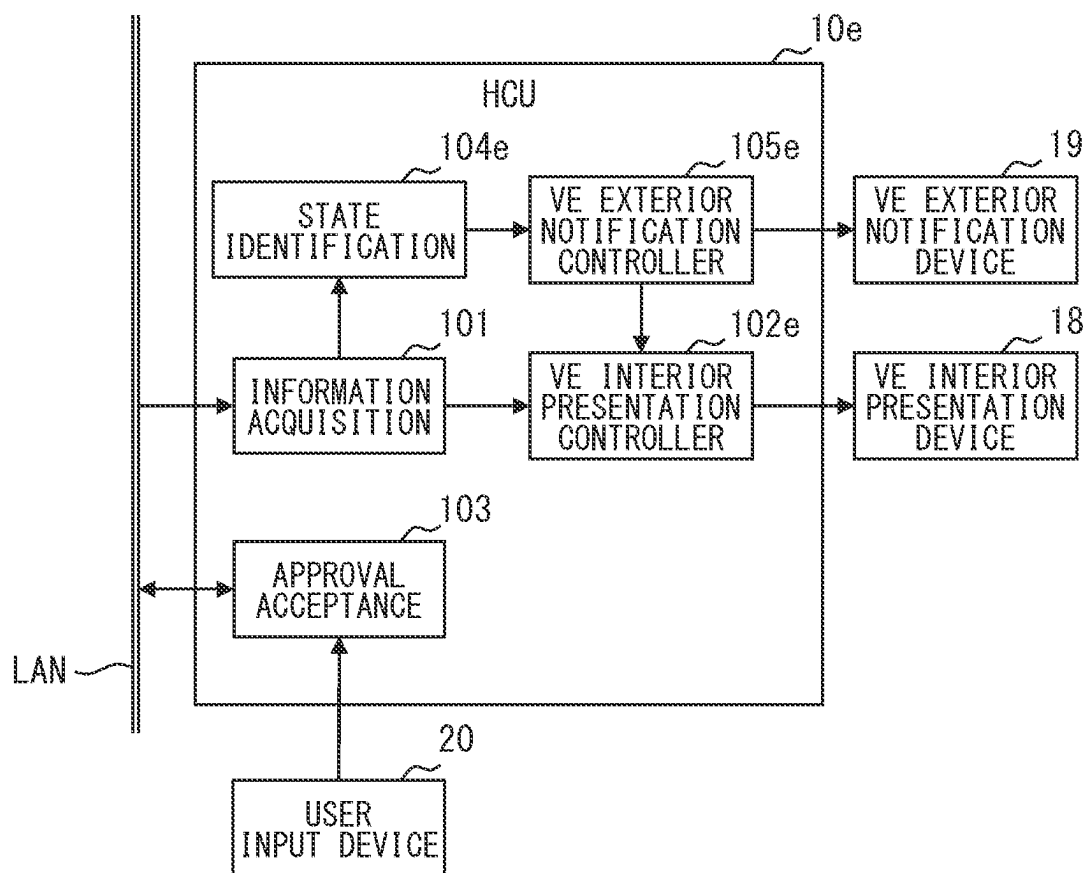 10e
HCU
104e
STATE
IDENTIFICATION
105e
VE EXTERIOR
NOTIFICATION
CONTROLLER
19
VE EXTERIOR
NOTIFICATION
DEVICE
101
INFORMATION
ACQUISITION
102e
VE INTERIOR
PRESENTATION
CONTROLLER
18
VE INTERIOR
PRESENTATION
DEVICE
103
APPROVAL
ACCEPTANCE
LAN
20
USER
INPUT DEVICE